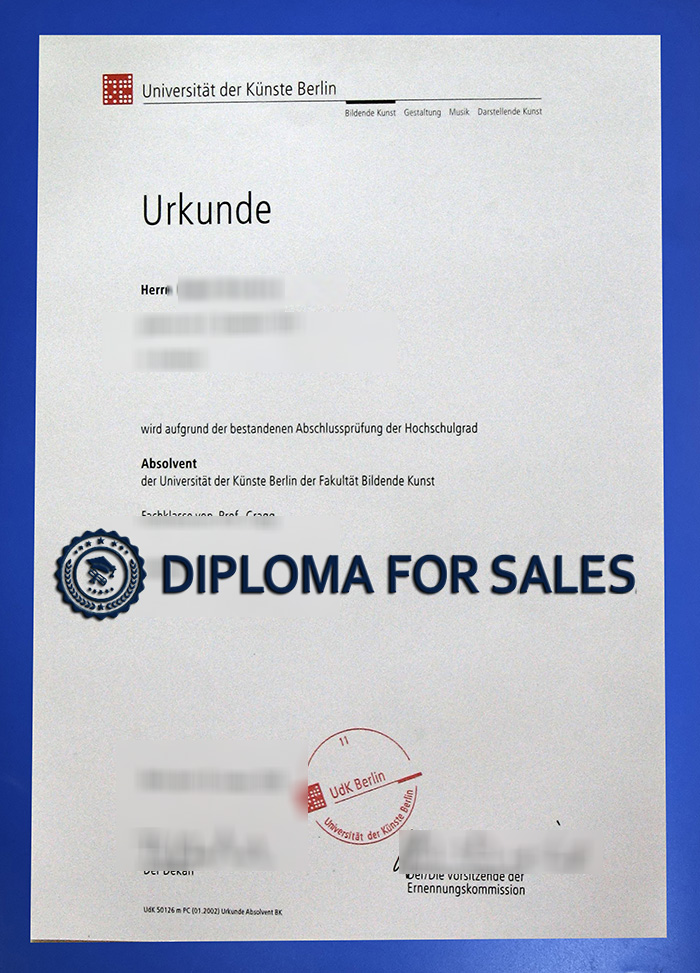 Universität der Künste Berlin
Bildende Kunst Gestaltung Musik Darstellende Kunst
Urkunde
Herrn
wird aufgrund der bestandenen Abschlussprüfung der Hochschulgrad
Absolvent
der Universität der Künste Berlin der Fakultät Bildende Kunst
Fachklasse von Prof. Cragg
DIPLOMA FOR SALES
11
UdK Berlin
Universität der Künste Berlin
Der Dekan
Der/Die Vorsitzende der
Ernennungskommission
UdK 50126 m PC (01.2002) Urkunde Absolvent BK